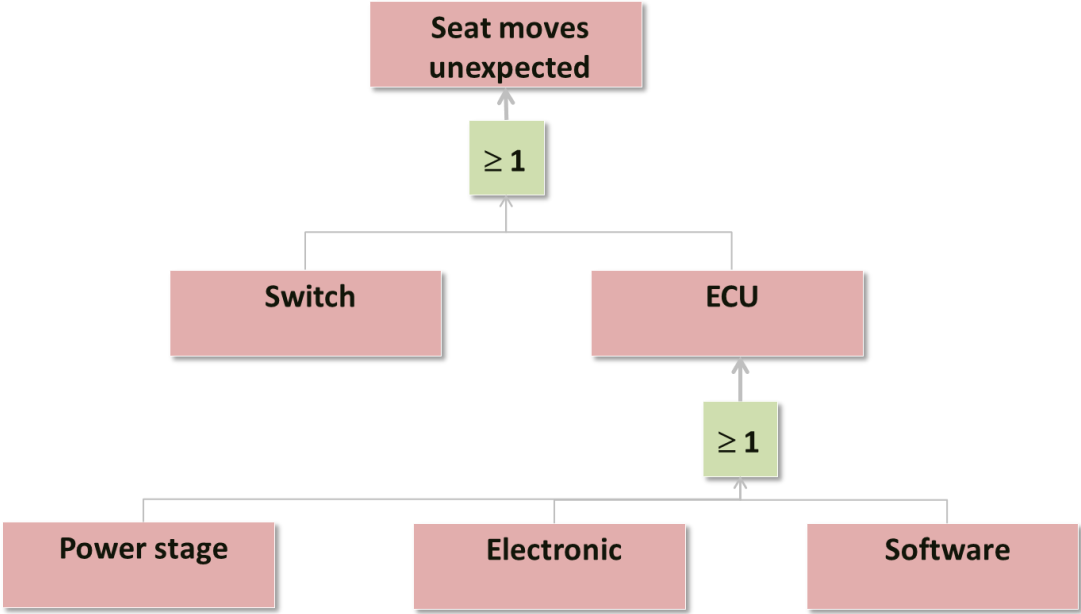 Seat moves
unexpected
≥ 1
Switch
ECU
≥ 1
Power stage
Electronic
Software